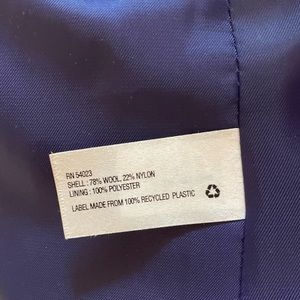 RN 54023
SHELL : 78% WOOL, 22% NYLON
LINING : 100% POLYESTER
LABEL MADE FROM 100% RECYCLED PLASTIC